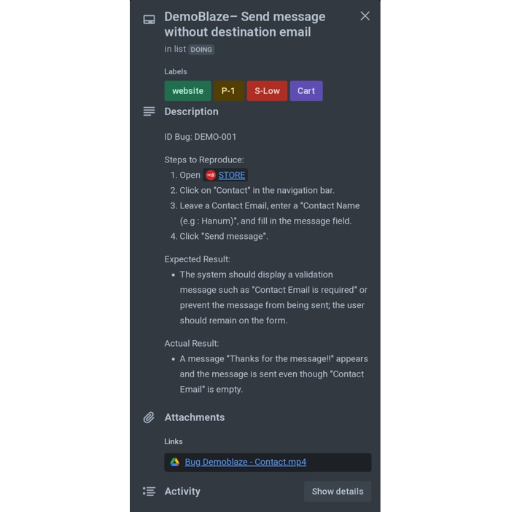 DemoBlaze– Send message
without destination email
in list DOING
Labels
website P-1 S-Low Cart
Description
ID Bug: DEMO-001
Steps to Reproduce:
1. Open STORE
2. Click on "Contact" in the navigation bar.
3. Leave a Contact Email, enter a "Contact Name
(e.g : Hanum)", and fill in the message field.
4. Click "Send message".
Expected Result:
• The system should display a validation
message such as "Contact Email is required" or
prevent the message from being sent; the user
should remain on the form.
Actual Result:
• A message "Thanks for the message!!" appears
and the message is sent even though "Contact
Email" is empty.
Attachments
Links
Bug Demoblaze - Contact.mp4
Activity Show details